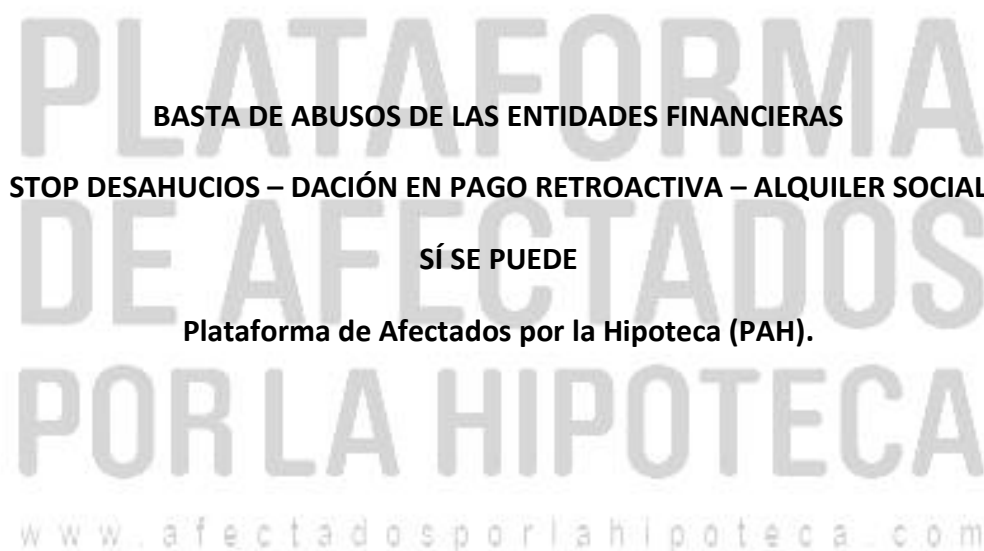 PLATAFORMA
BASTA DE ABUSOS DE LAS ENTIDADES FINANCIERAS
STOP DESAHUCIOS – DACIÓN EN PAGO RETROACTIVA – ALQUILER SOCIAL
DE AFECTADOS
SÍ SE PUEDE
Plataforma de Afectados por la Hipoteca (PAH).
POR LA HIPOTECA
www.afectadosporlahipoteca.com